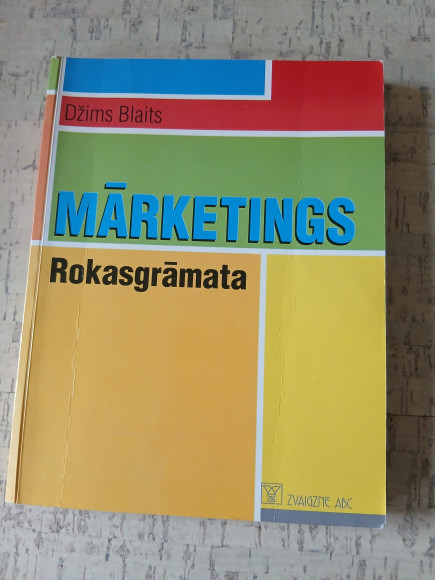 Džims Blaits
MĀRKETINGS
Rokasgrāmata
ZVAIGZNE ABC